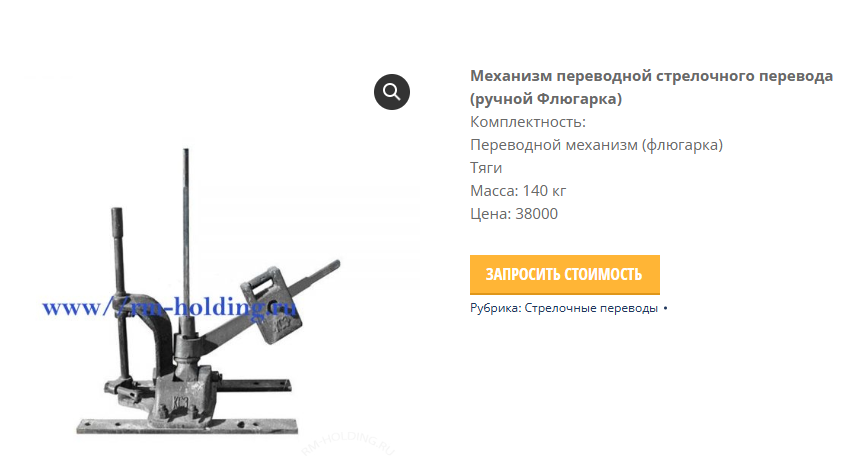 Механизм переводной стрелочного перевода
(ручной Флюгарка)
Комплектность:
Переводной механизм (флюгарка)
Тяги
Масса: 140 кг
Цена: 38000
ЗАПРОСИТЬ СТОИМОСТЬ
Рубрика: Стрелочные переводы •
www//rm-holding.ru
RM-HOLDING.RU